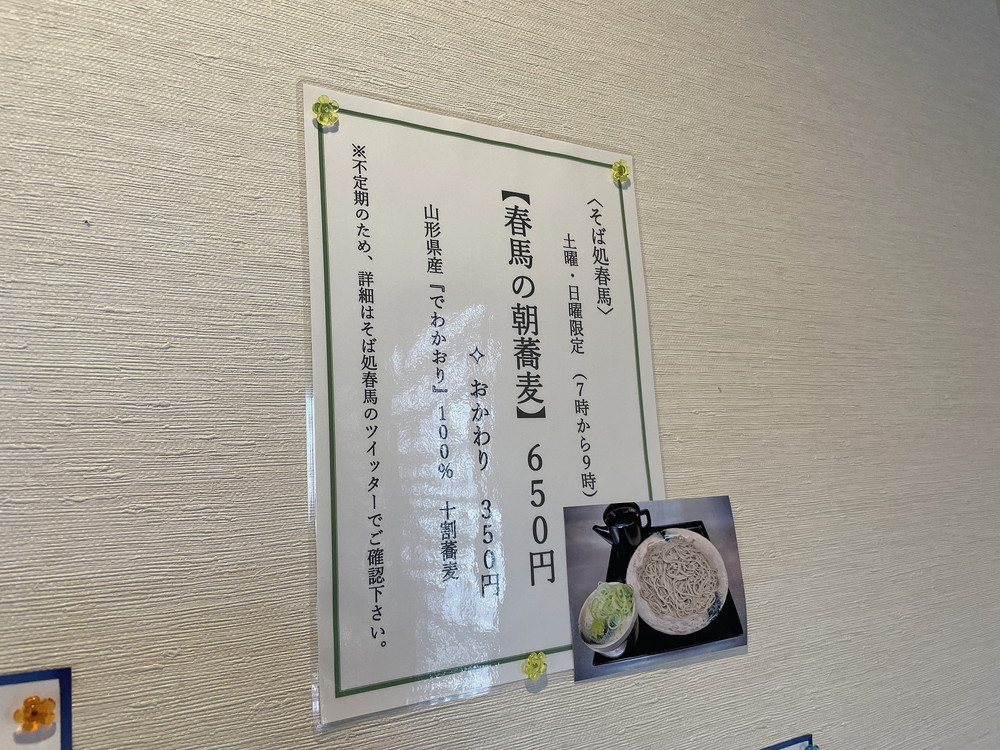 〈そば処春馬〉
土曜・日曜限定 (7時から9時)
【春馬の朝蕎麦】 650円
✧ おかわり 350円
山形県産『でわかおり』100% 十割蕎麦
※不定期のため、詳細はそば処春馬のツイッターでご確認下さい。